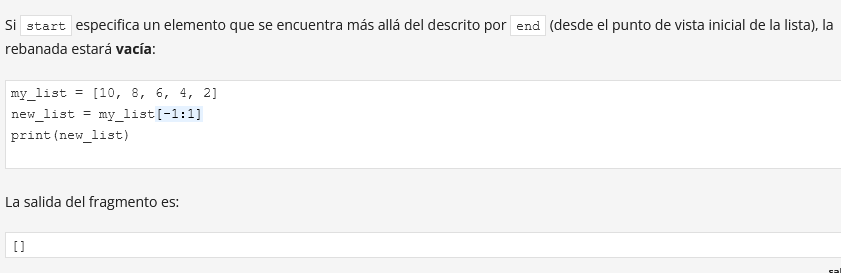 Si start especifica un elemento que se encuentra más allá del descrito por end (desde el punto de vista inicial de la lista), la
rebanada estará vacía:
my_list = [10, 8, 6, 4, 2]
new_list = my_list[-1:1]
print(new_list)
La salida del fragmento es:
[]